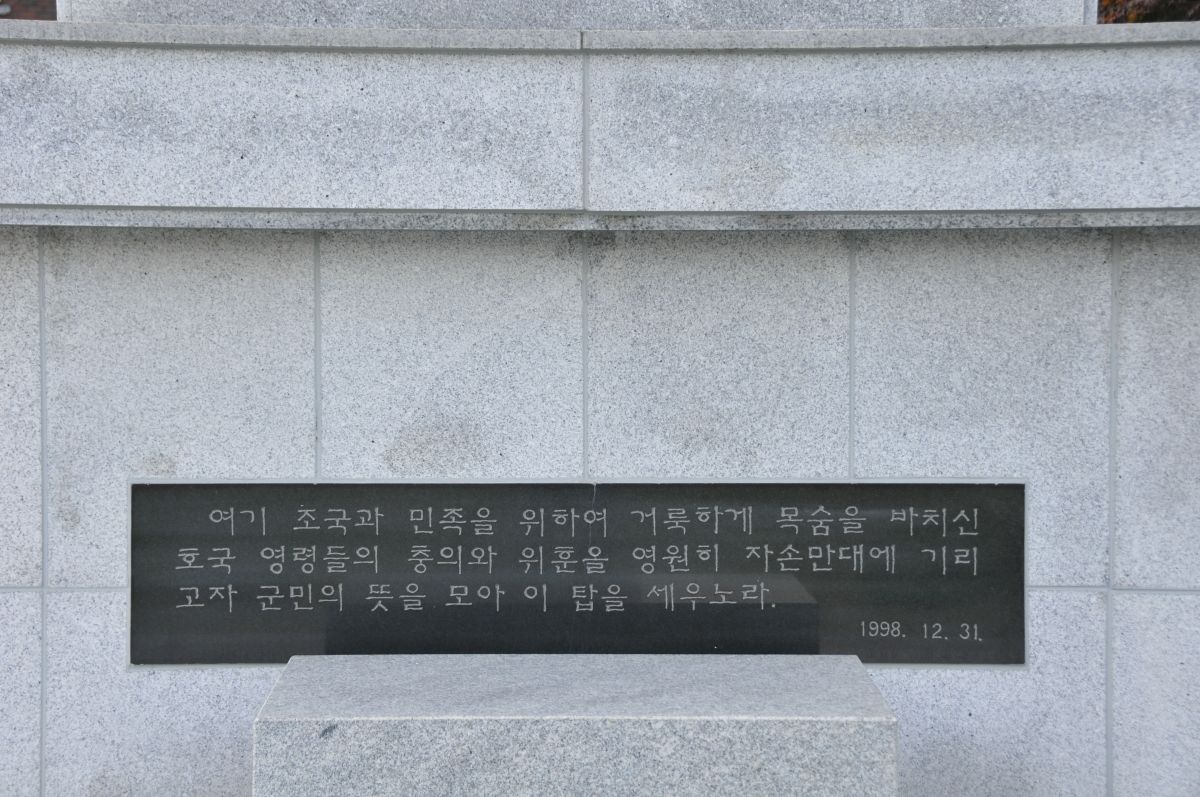 여기 조국과 민족을 위하여 거룩하게 목숨을 바치신
호국 영령들의 충의와 위훈을 영원히 자손만대에 기리
고자 군민의 뜻을 모아 이 탑을 세우노라.
1998. 12. 31.